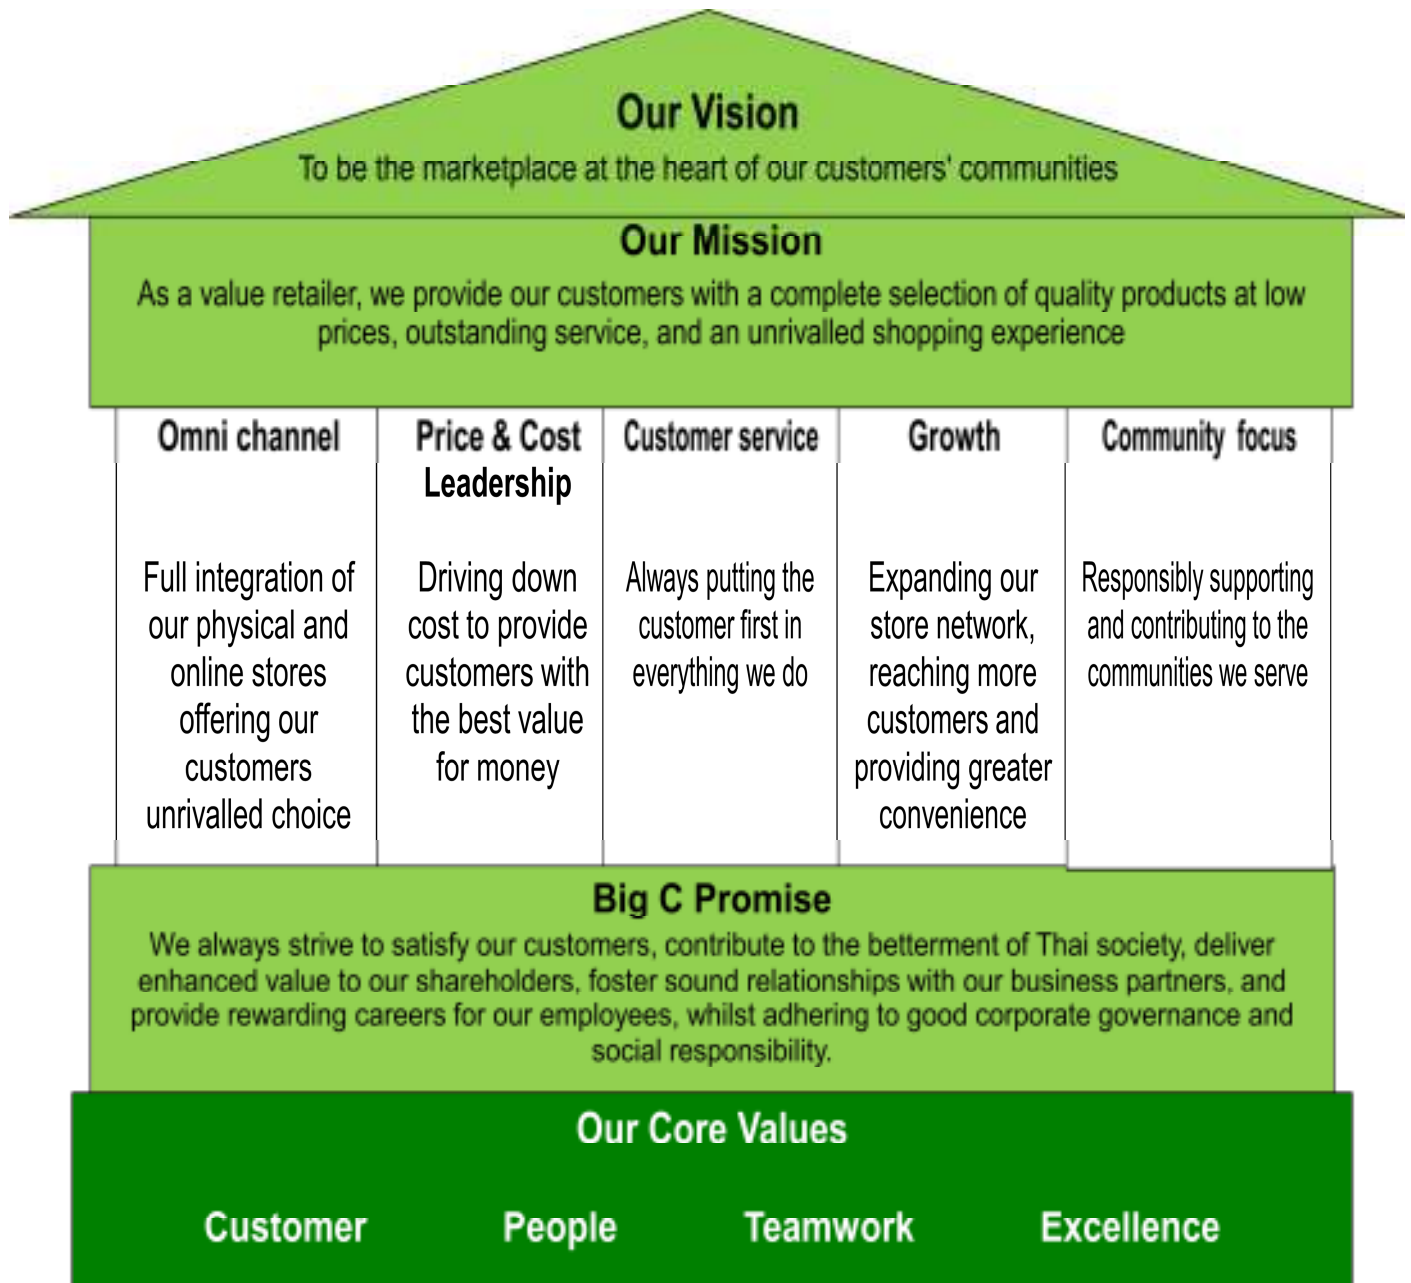 Our Vision
To be the marketplace at the heart of our customers' communities
Our Mission
As a value retailer, we provide our customers with a complete selection of quality products at low
prices, outstanding service, and an unrivalled shopping experience
Omni channel
Full integration of
our physical and
online stores
offering our
customers
unrivalled choice
Price & Cost
Leadership
Driving down
cost to provide
customers with
the best value
for money
Customer service
Always putting the
customer first in
everything we do
Growth
Expanding our
store network,
reaching more
customers and
providing greater
convenience
Community focus
Responsibly supporting
and contributing to the
communities we serve
Big C Promise
We always strive to satisfy our customers, contribute to the betterment of Thai society, deliver
enhanced value to our shareholders, foster sound relationships with our business partners, and
provide rewarding careers for our employees, whilst adhering to good corporate governance and
social responsibility.
Our Core Values
Customer People Teamwork Excellence